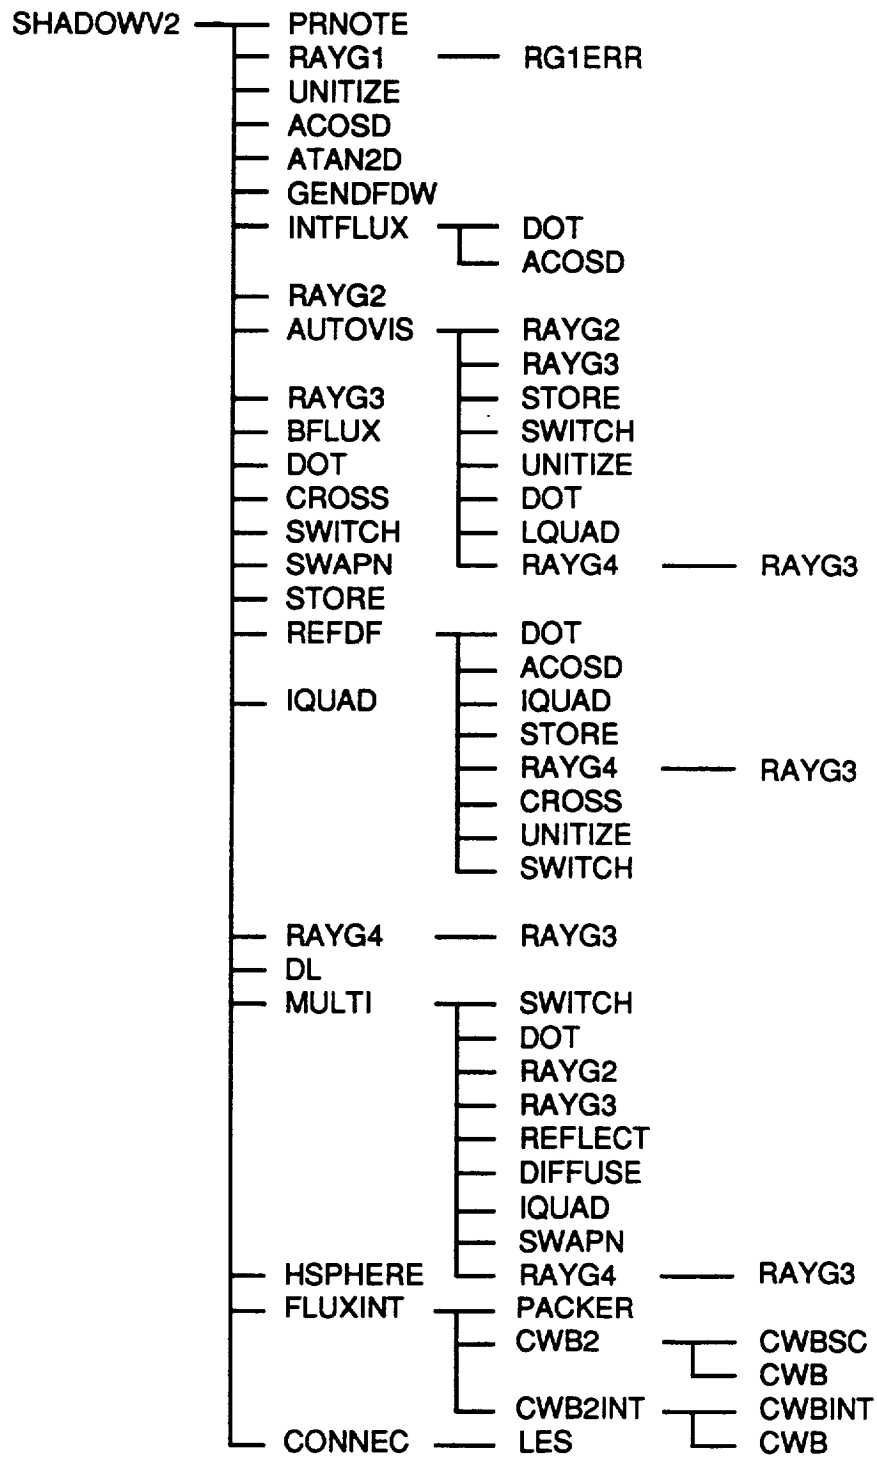 SHADOWV2 PRNOTE
RAYG1 RG1ERR
UNITIZE
ACOSD
ATAN2D
GENDFDW
INTFLUX DOT
ACOSD
RAYG2
AUTOVIS RAYG2
RAYG3
RAYG3 STORE
BFLUX SWITCH
DOT UNITIZE
CROSS DOT
SWITCH LQUAD
SWAPN RAYG4 RAYG3
STORE
REFDF DOT
ACOSD
IQUAD IQUAD
STORE
RAYG4 RAYG3
CROSS
UNITIZE
SWITCH
RAYG4 RAYG3
DL
MULTI SWITCH
DOT
RAYG2
RAYG3
REFLECT
DIFFUSE
IQUAD
SWAPN
HSPHERE RAYG4 RAYG3
FLUXINT PACKER
CWB2 CWBSC
CWB
CWB2INT CWBINT
CONNEC LES CWB